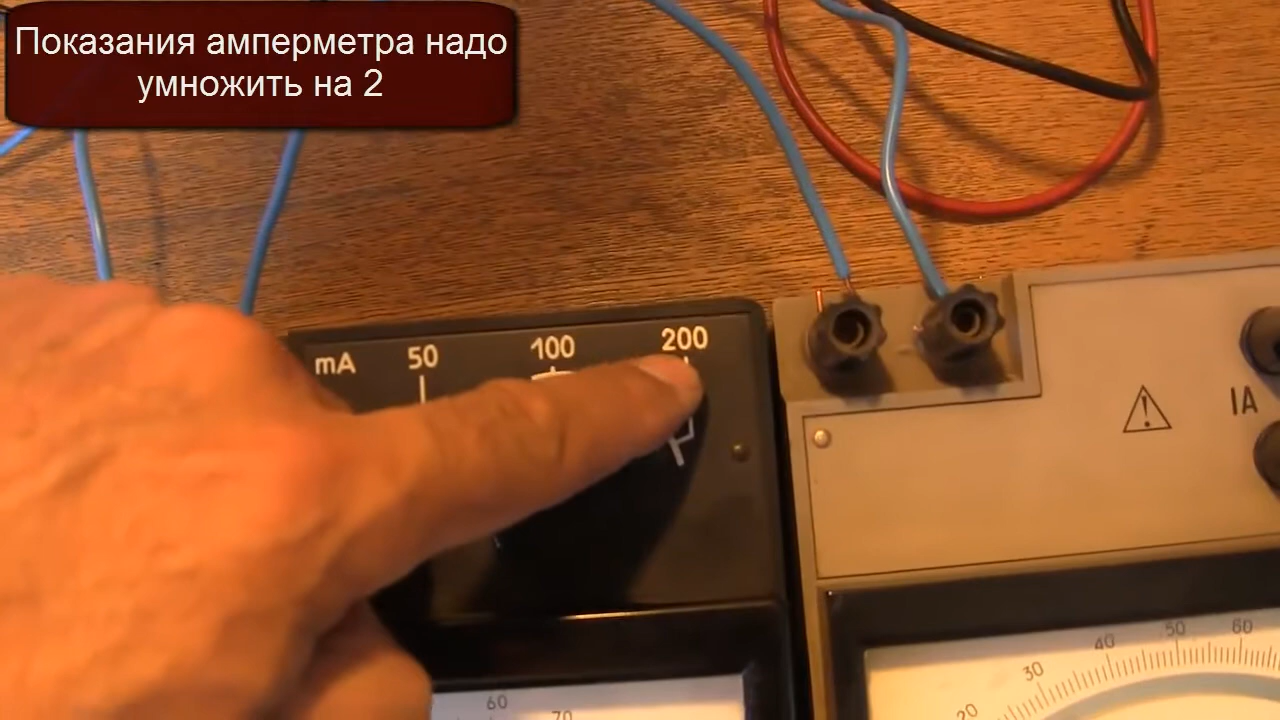 Показания амперметра надо
умножить на 2
mA 50 100 200
IA
20 30 40 50 60
60 70